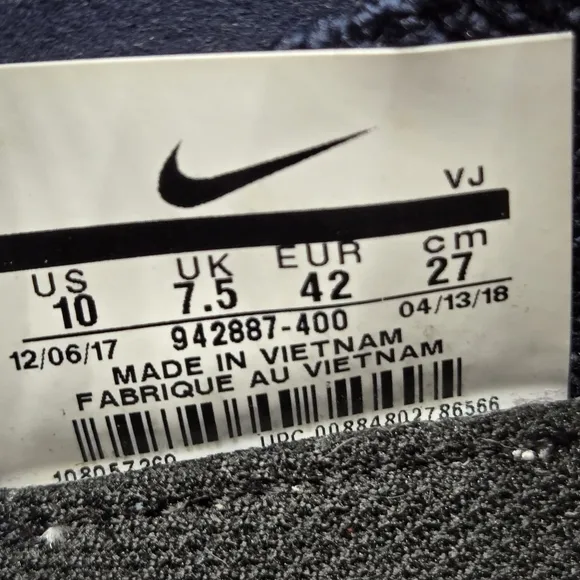 VJ
US UK EUR cm
10 7.5 42 27
12/06/17 942887-400 04/13/18
MADE IN VIETNAM
FABRIQUE AU VIETNAM
UPC 00884802786566